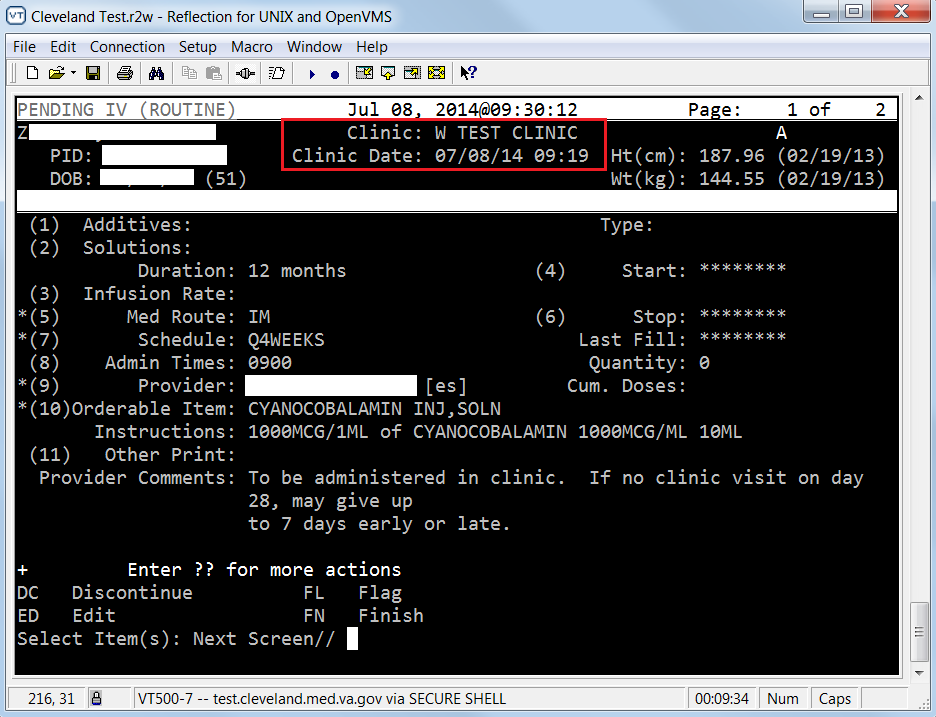 Cleveland Test.r2w - Reflection for UNIX and OpenVMS
File Edit Connection Setup Macro Window Help
PENDING IV (ROUTINE) Jul 08, 2014@09:30:12 Page: 1 of 2
Z Clinic: W TEST CLINIC A
PID: Clinic Date: 07/08/14 09:19 Ht(cm): 187.96 (02/19/13)
DOB: (51) Wt(kg): 144.55 (02/19/13)
(1) Additives: Type:
(2) Solutions:
Duration: 12 months (4) Start: ********
(3) Infusion Rate:
*(5) Med Route: IM (6) Stop: ********
*(7) Schedule: Q4WEEKS Last Fill: ********
(8) Admin Times: 0900 Quantity: 0
*(9) Provider: [es] Cum. Doses:
*(10)Orderable Item: CYANOCOBALAMIN INJ,SOLN
Instructions: 1000MCG/1ML of CYANOCOBALAMIN 1000MCG/ML 10ML
(11) Other Print:
Provider Comments: To be administered in clinic. If no clinic visit on day
28, may give up
to 7 days early or late.
+ Enter ?? for more actions
DC Discontinue FL Flag
ED Edit FN Finish
Select Item(s): Next Screen//
216, 31 VT500-7 -- test.cleveland.med.va.gov via SECURE SHELL 00:09:34 Num Caps